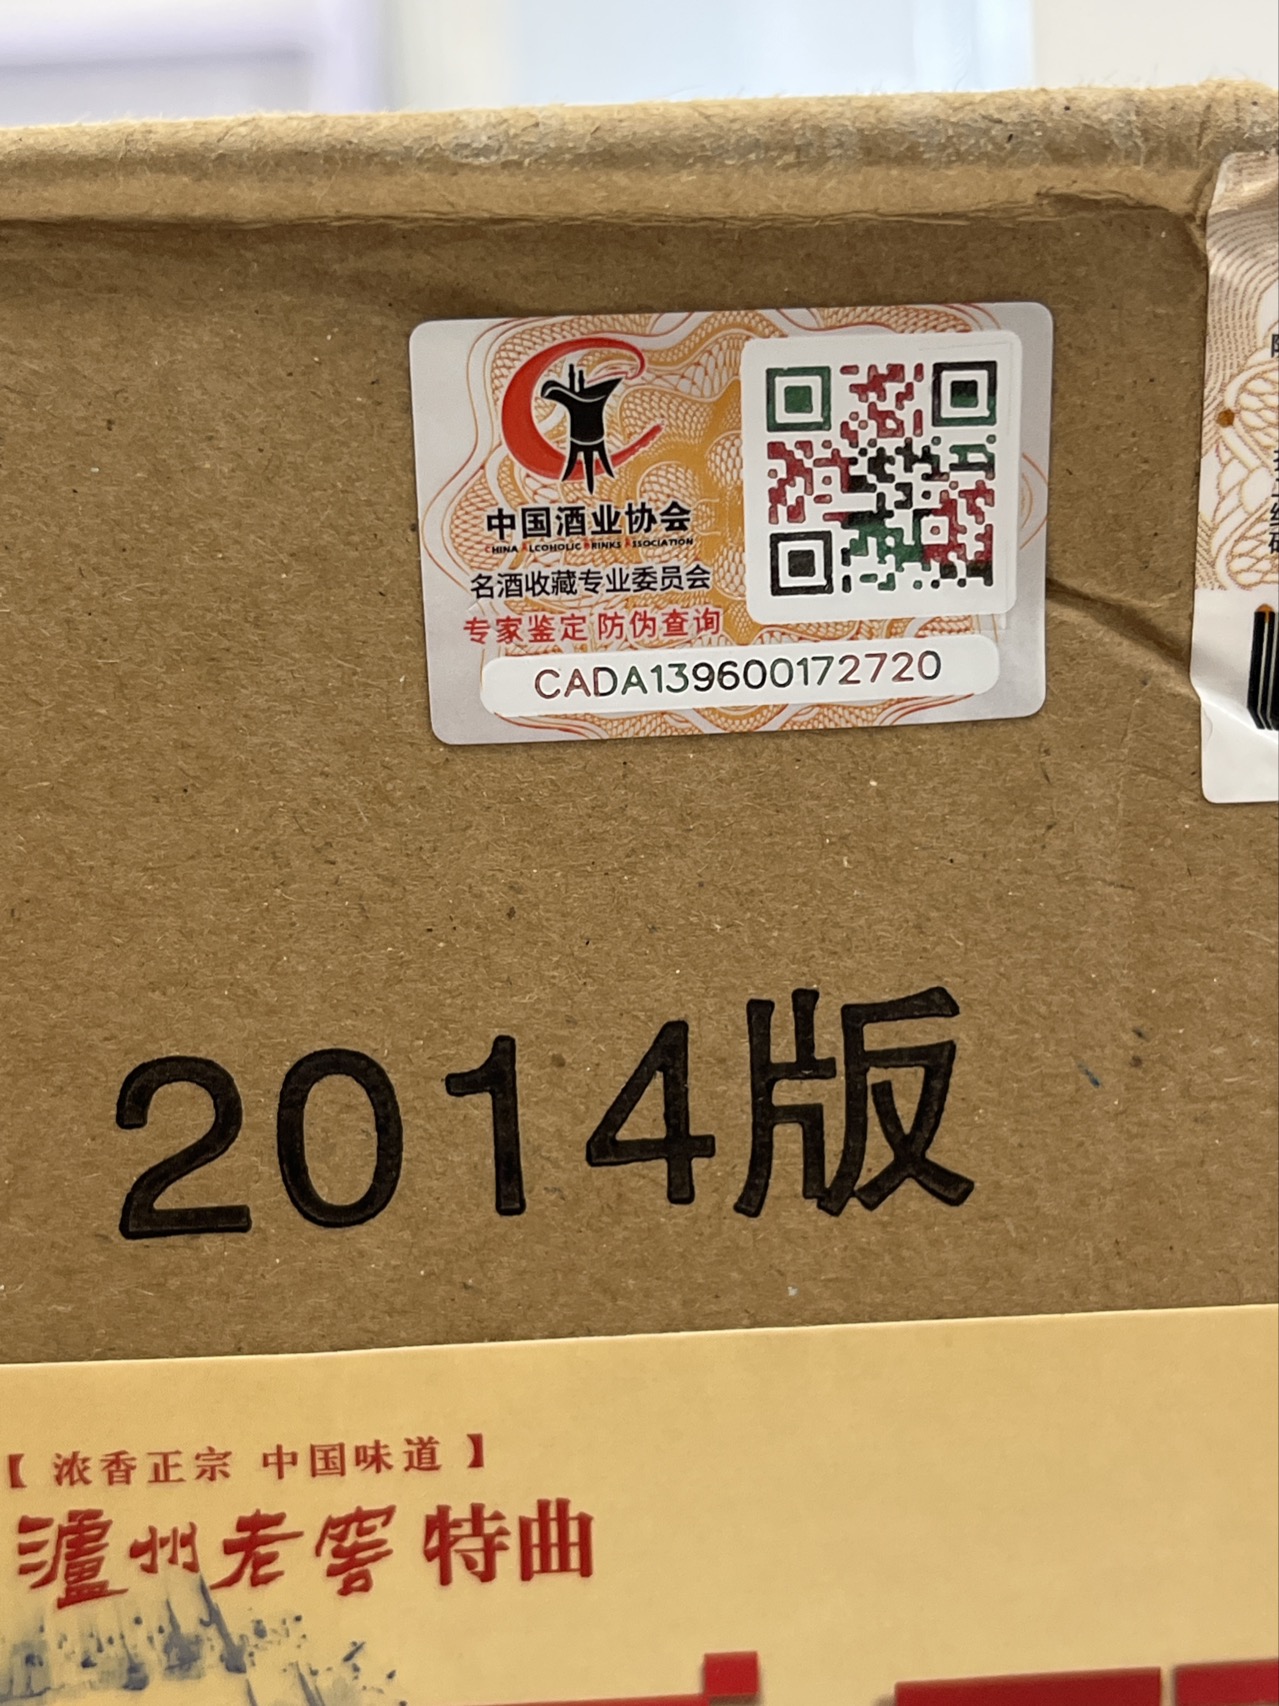 中国酒业协会
CHINA ALCOHOLIC DRINKS ASSOCIATION
名酒收藏专业委员会
专家鉴定 防伪查询
CADA139600172720
2014版
【 浓香正宗 中国味道 】
泸州老窖 特曲